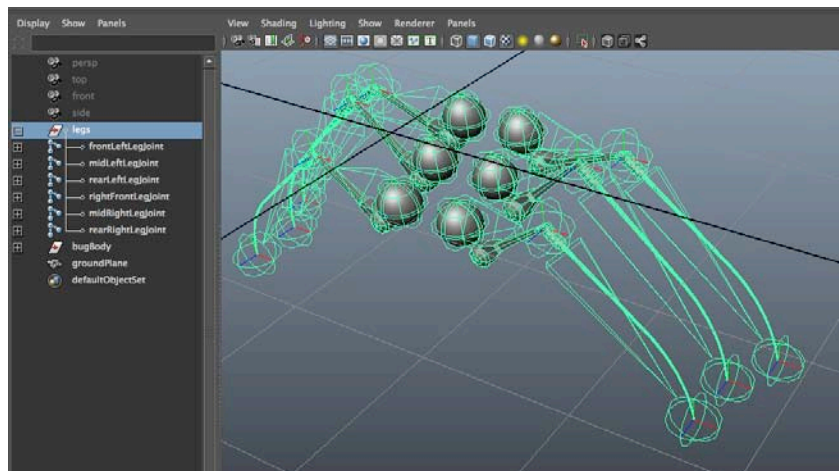 Display Show Panels
View Shading Lighting Show Renderer Panels
persp
top
front
side
legs
frontLeftLegJoint
midLeftLegJoint
rearLeftLegJoint
rightFrontLegJoint
midRightLegJoint
rearRightLegJoint
bugBody
groundPlane
defaultObjectSet